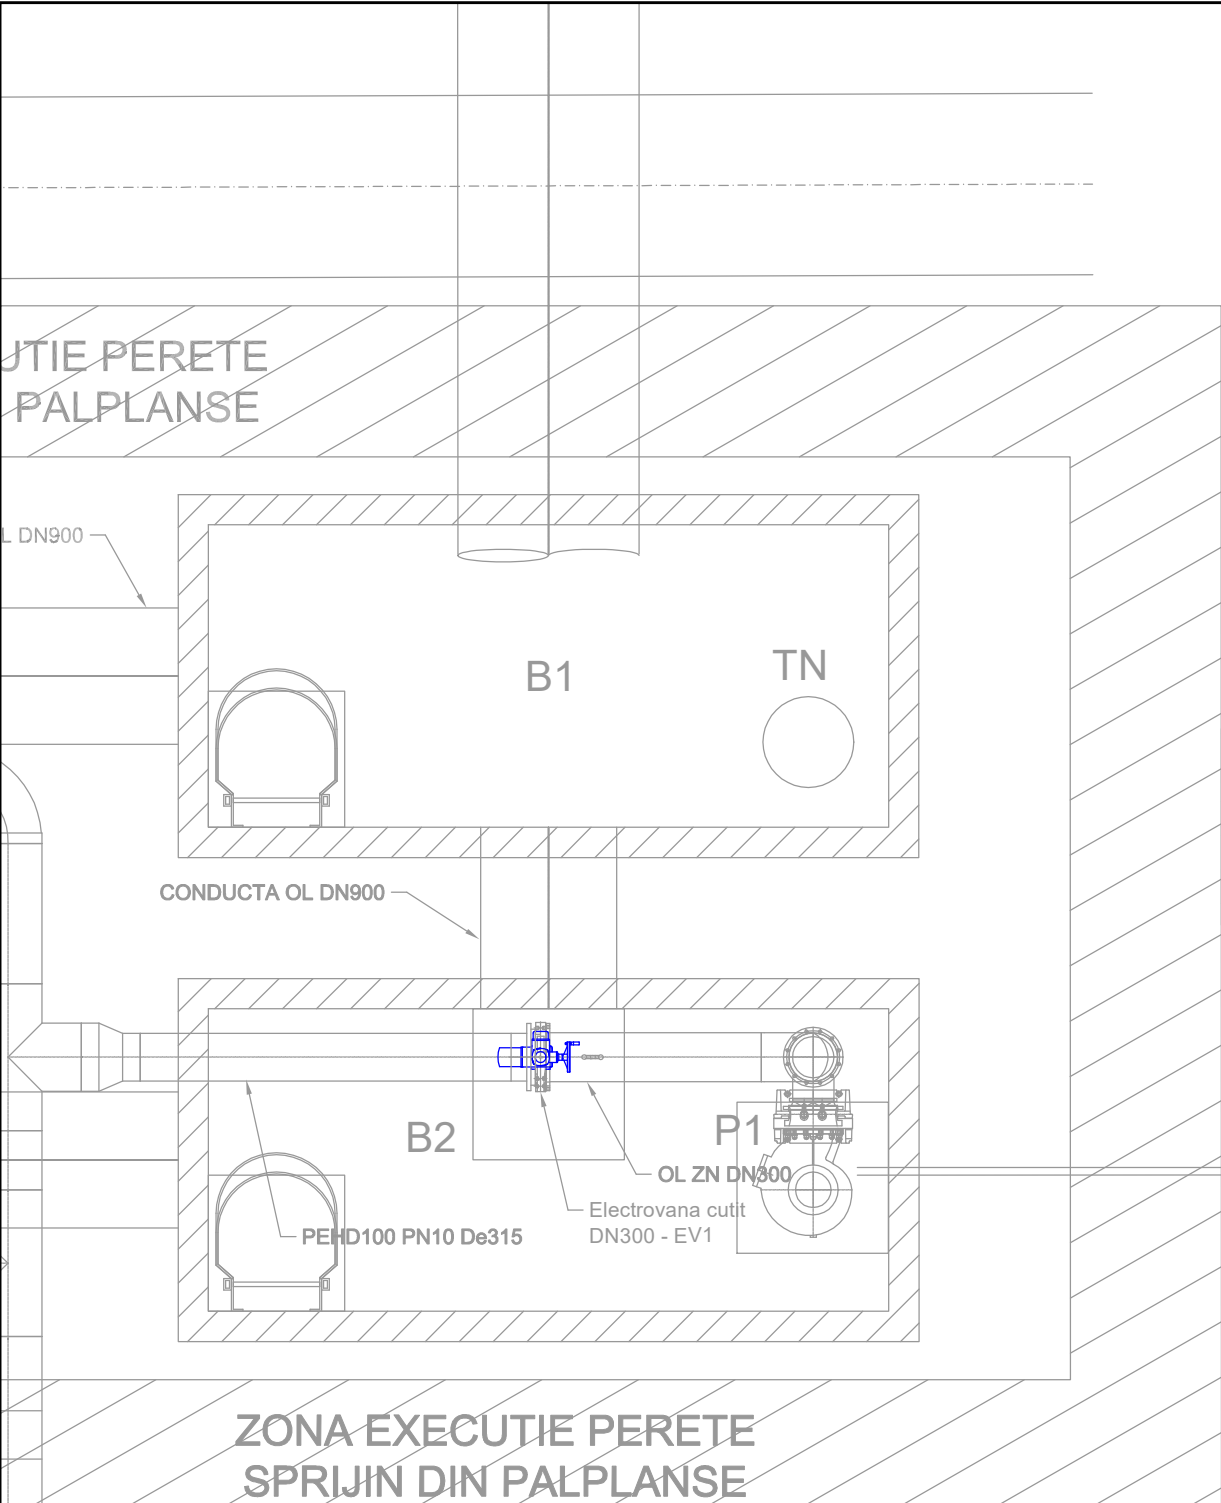 UTIE PERETE
PALPLANSE
L DN900
B1
TN
CONDUCTA OL DN900
B2
P1
OL ZN DN300
Electrovana cutit
DN300 - EV1
PEHD100 PN10 De315
ZONA EXECUTIE PERETE
SPRIJIN DIN PALPLANSE